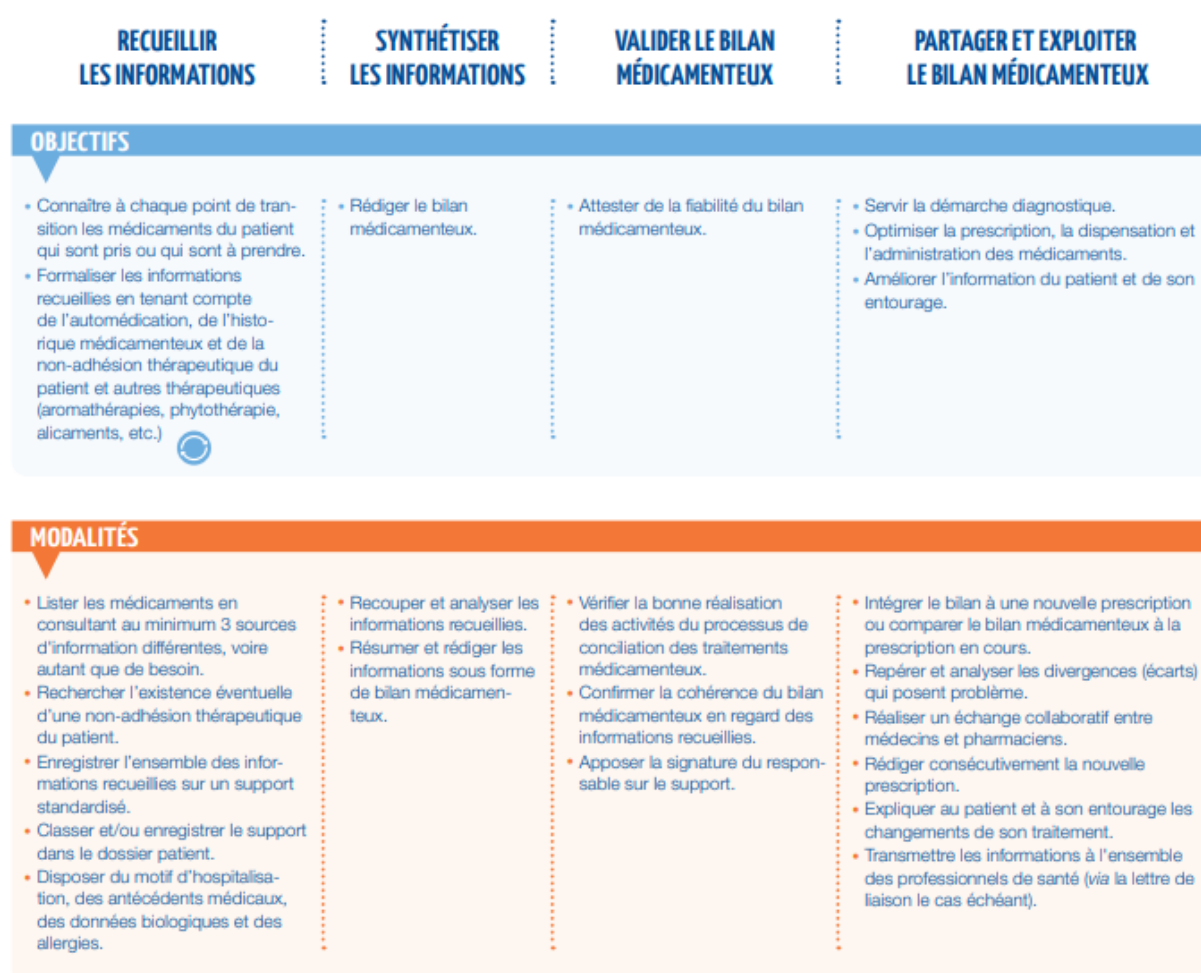 RECUEILLIR
LES INFORMATIONS
SYNTHÉTISER
LES INFORMATIONS
VALIDER LE BILAN
MÉDICAMENTEUX
PARTAGER ET EXPLOITER
LE BILAN MÉDICAMENTEUX
OBJECTIFS
• Connaître à chaque point de tran-
sition les médicaments du patient
qui sont pris ou qui sont à prendre.
• Formaliser les informations
recueillies en tenant compte
de l'automédication, de l'histo-
rique médicamenteux et de la
non-adhésion thérapeutique du
patient et autres thérapeutiques
(aromathérapies, phytothérapie,
alicaments, etc.)
• Rédiger le bilan
médicamenteux.
• Attester de la fiabilité du bilan
médicamenteux.
• Servir la démarche diagnostique.
• Optimiser la prescription, la dispensation et
l'administration des médicaments.
• Améliorer l'information du patient et de son
entourage.
MODALITÉS
• Lister les médicaments en
consultant au minimum 3 sources
d'information différentes, voire
autant que de besoin.
• Rechercher l'existence éventuelle
d'une non-adhésion thérapeutique
du patient.
• Enregistrer l'ensemble des infor-
mations recueillies sur un support
standardisé.
• Classer et/ou enregistrer le support
dans le dossier patient.
• Disposer du motif d'hospitalisa-
tion, des antécédents médicaux,
des données biologiques et des
allergies.
• Recouper et analyser les
informations recueillies.
• Résumer et rédiger les
informations sous forme
de bilan médicamen-
teux.
• Vérifier la bonne réalisation
des activités du processus de
conciliation des traitements
médicamenteux.
• Confirmer la cohérence du bilan
médicamenteux en regard des
informations recueillies.
• Apposer la signature du respon-
sable sur le support.
• Intégrer le bilan à une nouvelle prescription
ou comparer le bilan médicamenteux à la
prescription en cours.
• Repérer et analyser les divergences (écarts)
qui posent problème.
• Réaliser un échange collaboratif entre
médecins et pharmaciens.
• Rédiger consécutivement la nouvelle
prescription.
• Expliquer au patient et à son entourage les
changements de son traitement.
• Transmettre les informations à l'ensemble
des professionnels de santé (via la lettre de
liaison le cas échéant).